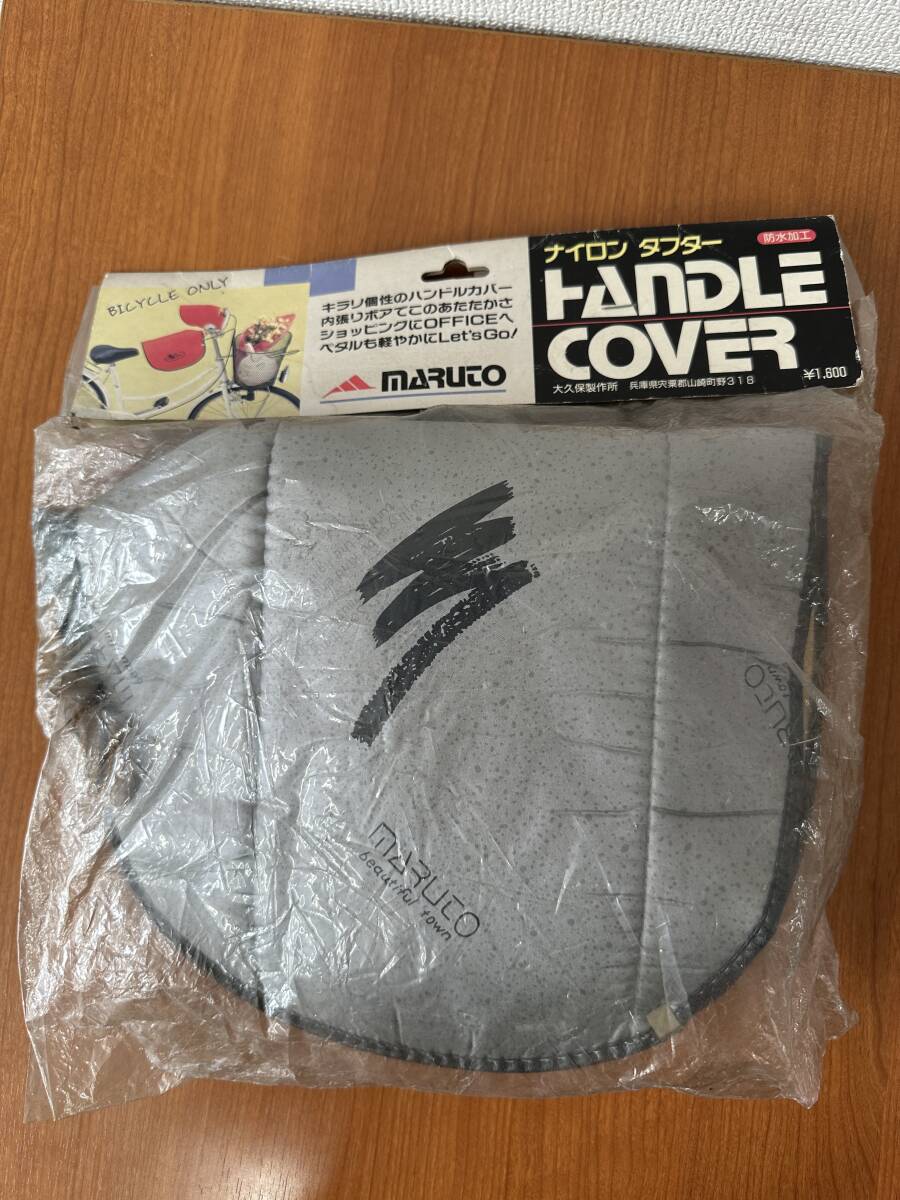 BICYCLE ONLY
キラリ個性のハンドルカバー
内張りボアでこのあたたかさ
ショッピングにOFFICEへ
ペタルも軽やかにLet'sGo!
MARUTO
ナイロン タフター
防水加工
HANDLE
COVER
大久保製作所 兵庫県宍粟郡山崎町野318
¥1,600
MARUTO
beautiful town
RUTO
town